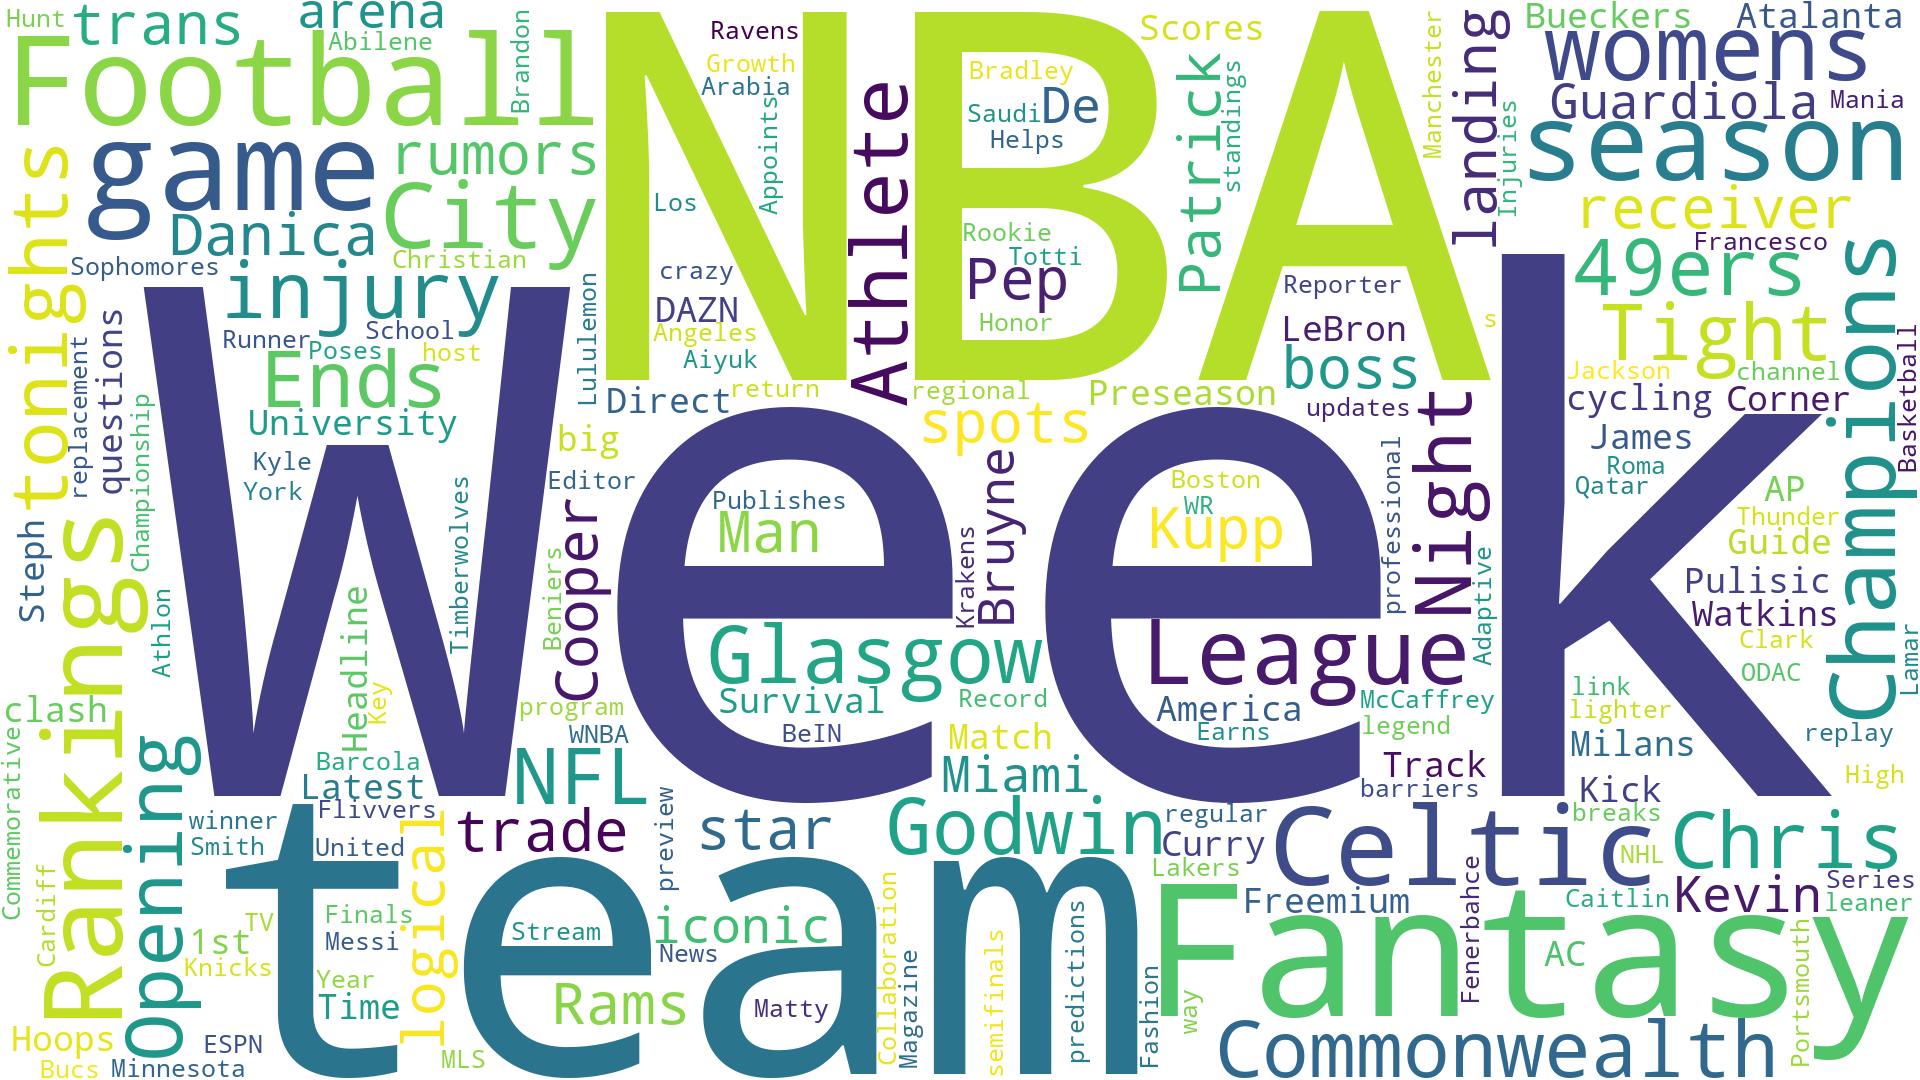 Hunt
trans
arena
Football
Abilene
Brandon
NBA
Ravens
Growth
Arabia
Appoints
Los
crazy
DAZN
Angeles
Aiyuk
return
Athlete
Bradley
Saudi
De
Helps
Rookie
Totti
Pep
Honor
regional
Scores
Patrick
standings
Manchester
landing
Injuries
Bueckers
Atalanta
womens
Guardiola
Mania
season
receiver
Francesco
49ers
Tight
channel
Champions
Basketball
game
rumors
City
Danica
Christian
Sophomores
injury
tonights
Runner
School
Poses
host
Ends
University
Lululemon
questions
replacement
Championship
Kyle
York
Timberwolves
Week
Direct
big
Editor
Publishes
Man
spots
Preseason
Reporter
LeBron
s
boss
updates
Boston
WR
Kupp
Bruyne
Krakens
professional
Night
Adaptive
Jackson
cycling
Corner
James
Roma
Qatar
AP
Thunder
Guide
Pulisic
Watkins
Clark
ODAC
Lamar
link
lighter
Milans
replay
High
Kick
breaks
Steph
Rankings
Athlon
Headline
Key
Beniers
Cooper
program
WNBA
NFL
Glasgow
Survival
Record
BeIN
Match
Miami
League
America
McCaffrey
Earns
legend
Track
barriers
clash
Commemorative
Opening
Barcola
Latest
Flivvers
winner
Smith
United
team
logical
trade
preview
star
Godwin
regular
Curry
Lakers
Celtic
NHL
Chris
Freemium
Fenerbahce
Caitlin
Kevin
Series
leaner
Cardiff
TV
1st
Knicks
Finals
Messi
Year
Time
Stream
iconic
News
Rams
Matty
Collaboration
Magazine
semifinals
predictions
Fashion
way
Fantasy
AC
Portsmouth
Hoops
Bucs
Minnesota
ESPN
MLS
Commonwealth